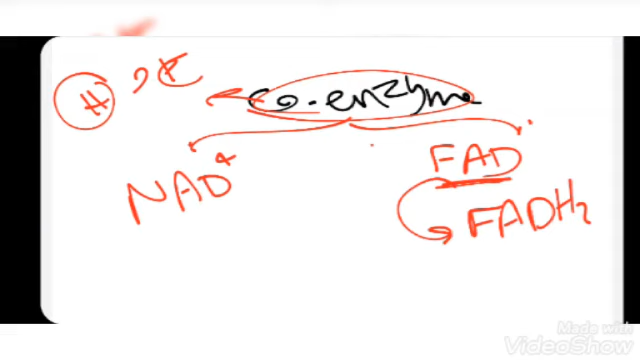 H , e
co-enzyme
NAD+ FAD
FADH2
Made with
VideoShow